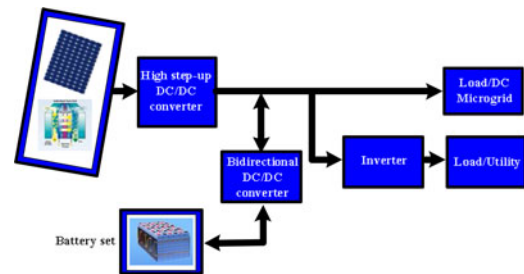 High step-up
DC/DC
converter
Load/DC
Microgrid
Bidirectional
DC/DC
converter
Inverter
Load/Utility
Battery set